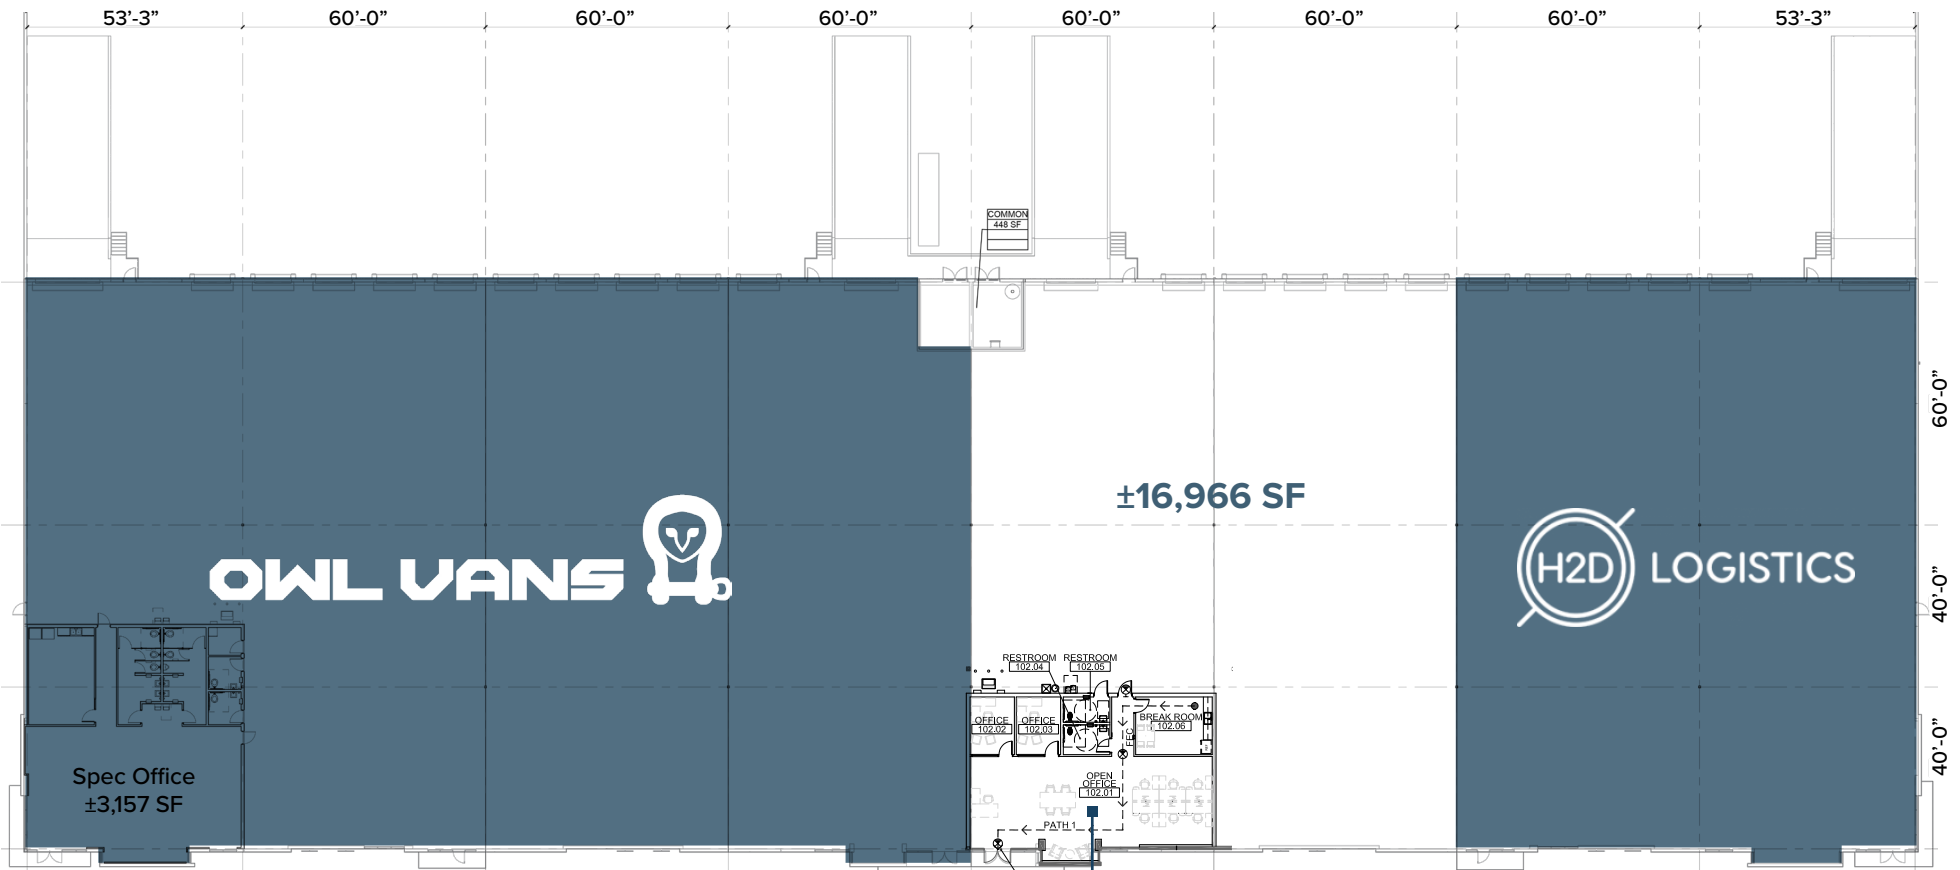 53'-3” 60'-0” 60'-0” 60'-0” 60'-0” 60'-0” 60'-0” 53'-3”
COMMON
448 SF
60'-0”
±16,966 SF
OWL VANS
H2D LOGISTICS
40'-0”
RESTROOM
102.04
RESTROOM
102.05
OFFICE
102.02
OFFICE
102.03
BREAK ROOM
102.06
FEC
40'-0”
Spec Office
±3,157 SF
OPEN
OFFICE
102.01
PATH 1